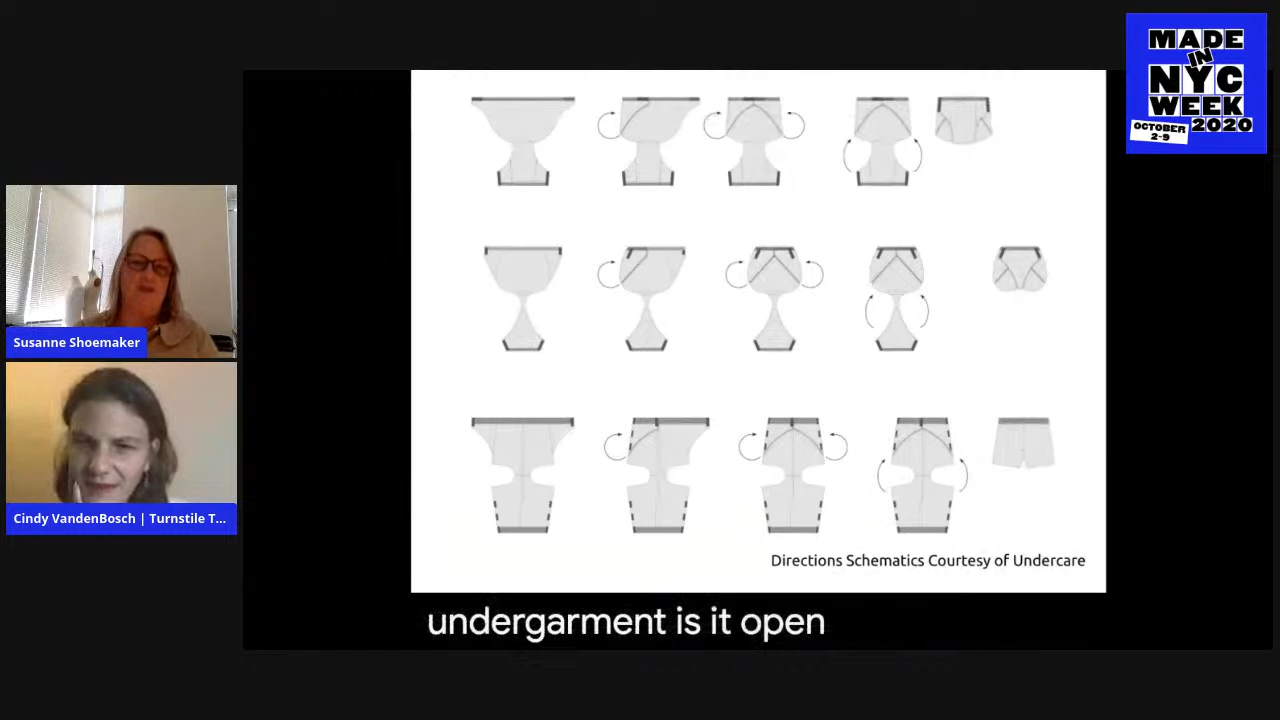 MADE
IN
NYC
WEEK
OCTOBER
2-9
2020
Susanne Shoemaker
Cindy VandenBosch | Turnstile T...
Directions Schematics Courtesy of Undercare
undergarment is it open